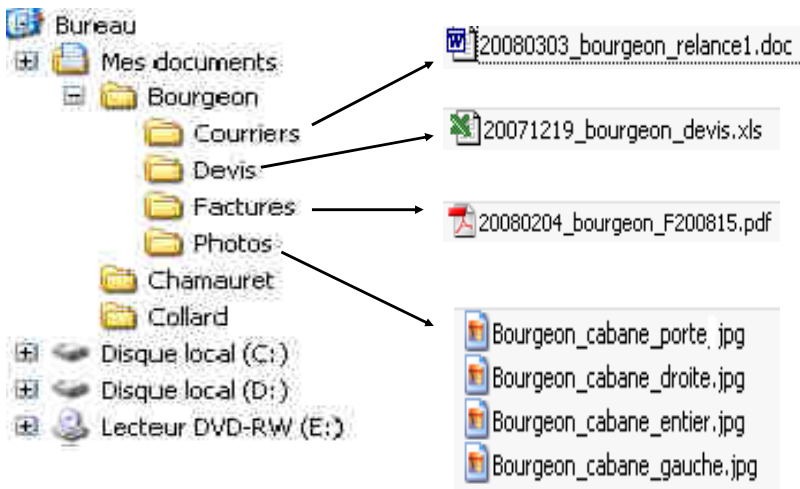 Bureau
Mes documents
Bourgeon
Courriers
Devis
Factures
Photos
Chamauret
Collard
Disque local (C:)
Disque local (D:)
Lecteur DVD-RW (E:)
20080303_bourgeon_relance1.doc
20071219_bourgeon_devis.xls
20080204_bourgeon_F200815.pdf
Bourgeon_cabane_porte.jpg
Bourgeon_cabane_droite.jpg
Bourgeon_cabane_entier.jpg
Bourgeon_cabane_gauche.jpg